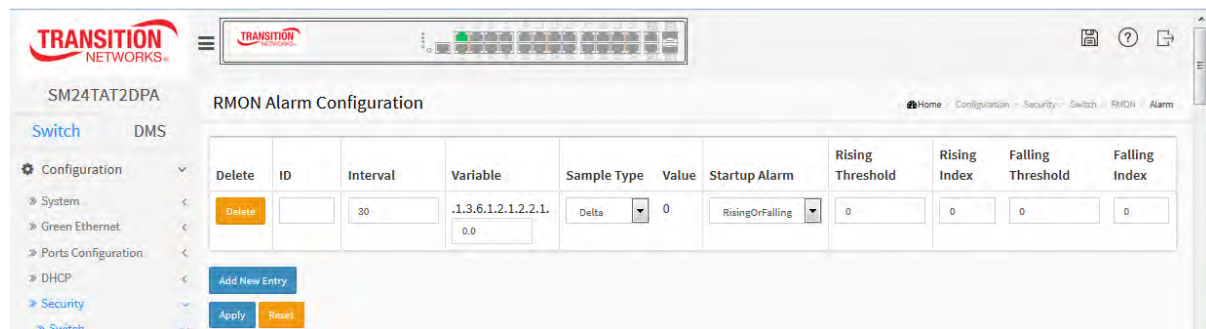 TRANSITION
NETWORKS®
TRANSITION
NETWORKS®
SM24TAT2DPA
RMON Alarm Configuration
Home > Configuration > Security > Switch > RMON > Alarm
Switch DMS
Configuration
» System
» Green Ethernet
» Ports Configuration
» DHCP
» Security
» Switch
Delete ID Interval Variable Sample Type Value Startup Alarm Rising Threshold Rising Index Falling Threshold Falling Index
Delete 30 .1.3.6.1.2.1.2.2.1. 0.0 Delta 0 RisingOrFalling 0 0 0 0
Add New Entry
Apply Reset